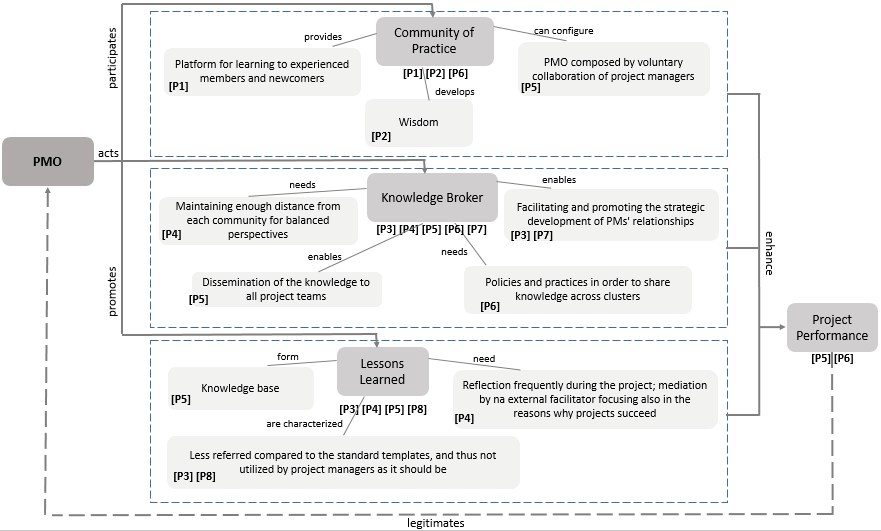 participates
provides
Community of
Practice
can configure
Platform for learning to experienced
members and newcomers
[P1]
[P1] [P2] [P6]
PMO composed by voluntary
collaboration of project managers
[P5]
develops
Wisdom
[P2]
PMO
acts
needs
Knowledge Broker
enables
Maintaining enough distance from
each community for balanced
perspectives
[P4]
[P3] [P4] [P5] [P6] [P7]
Facilitating and promoting the strategic
development of PMs' relationships
[P3] [P7]
enables
needs
Dissemination of the knowledge to
all project teams
[P5]
Policies and practices in order to share
knowledge across clusters
[P6]
enhance
promotes
Project
Performance
[P5] [P6]
form
Lessons
Learned
need
Knowledge base
[P5]
[P3] [P4] [P5] [P8]
Reflection frequently during the project; mediation
by na external facilitator focusing also in the
reasons why projects succeed
[P4]
are characterized
Less referred compared to the standard templates, and thus not
utilized by project managers as it should be
[P3] [P8]
legitimates